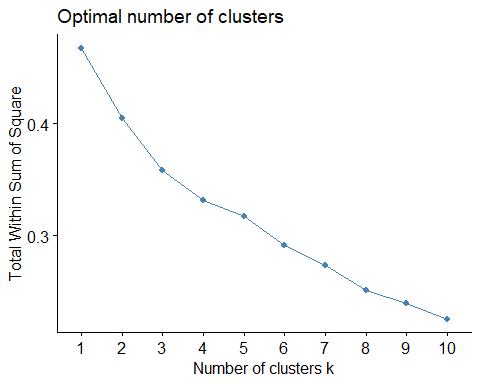 Optimal number of clusters
Total Within Sum of Square
0.4
0.3
1 2 3 4 5 6 7 8 9 10
Number of clusters k